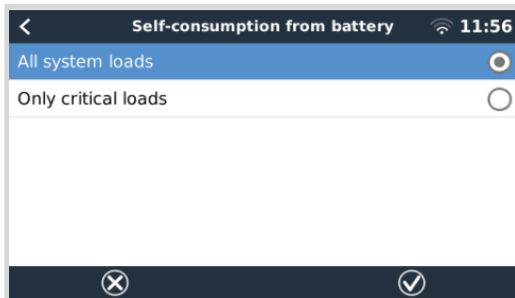 Self-consumption from battery 11:56
All system loads
Only critical loads